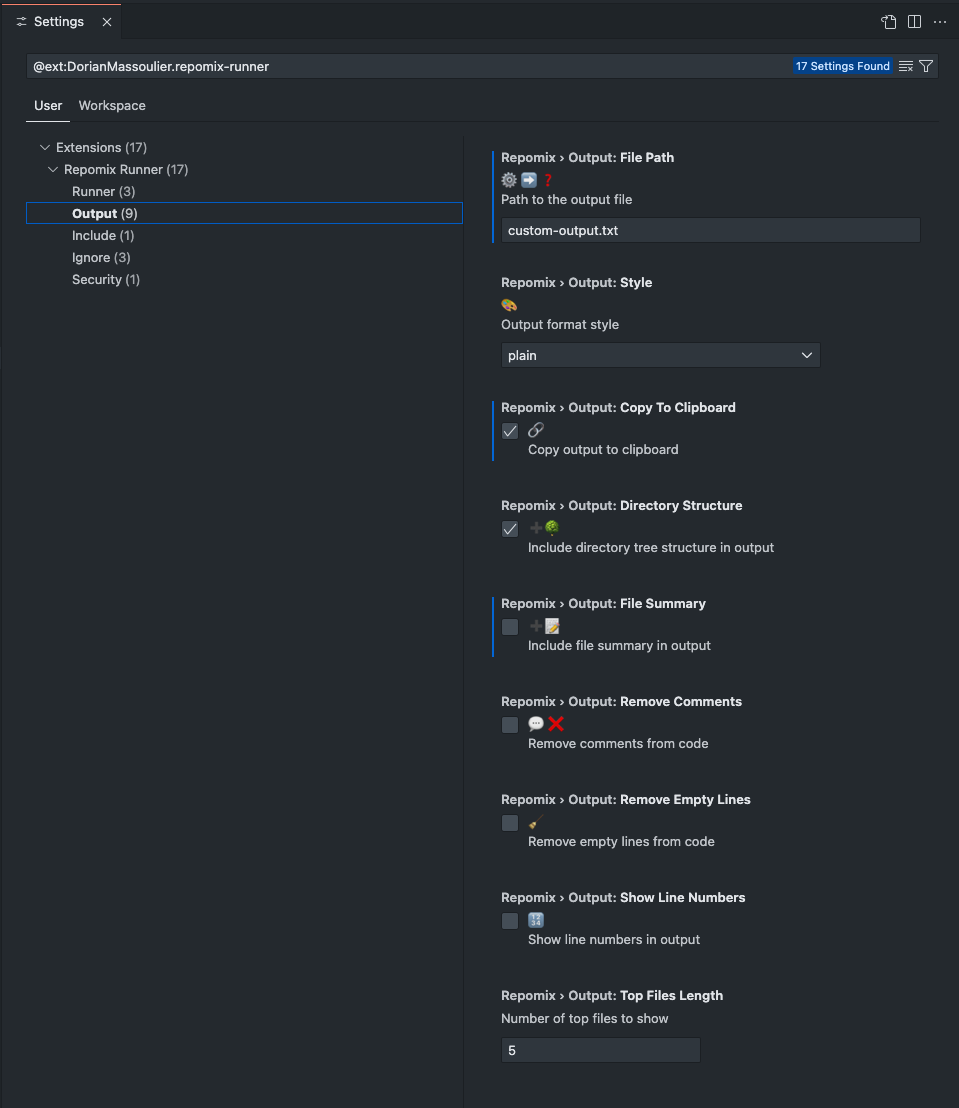 Settings
@ext:DorianMassoulier.repomix-runner
17 Settings Found
User Workspace
Extensions (17)
Repomix Runner (17)
Runner (3)
Output (9)
Include (1)
Ignore (3)
Security (1)
Repomix › Output: File Path
⚙️➡️❓
Path to the output file
custom-output.txt
Repomix › Output: Style
🎨
Output format style
plain
Repomix › Output: Copy To Clipboard
🔗
Copy output to clipboard
Repomix › Output: Directory Structure
➕🌳
Include directory tree structure in output
Repomix › Output: File Summary
➕📝
Include file summary in output
Repomix › Output: Remove Comments
💬❌
Remove comments from code
Repomix › Output: Remove Empty Lines
🧹
Remove empty lines from code
Repomix › Output: Show Line Numbers
🔢
Show line numbers in output
Repomix › Output: Top Files Length
Number of top files to show
5